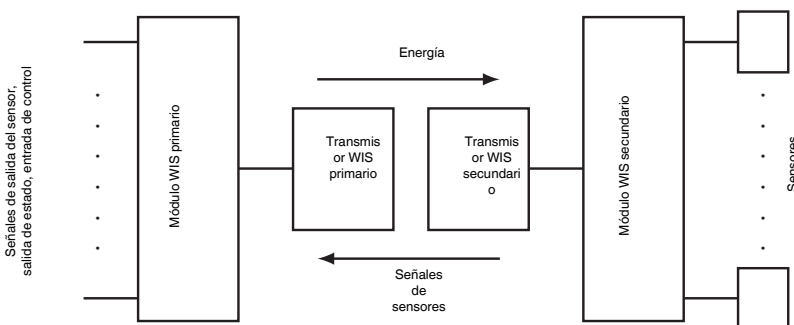 Señales de salida del sensor,
salida de estado, entrada de control
Módulo WIS primario
Energía
Transmis
or WIS
primario
Transmis
or WIS
secundari
o
Señales
de
sensores
Módulo WIS secundario
Sensores